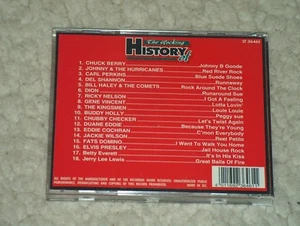 The Rocking
HISTORY of
1. CHUCK BERRY Johnny B Goode
2. JOHNNY & THE HURRICANES Red River Rock
3. CARL PERKINS Blue Suede Shoes
4. DEL SHANNON Runnaway
5. BILL HALEY & THE COMETS Rock Around The Clock
6. DION Runaround Sue
7. RICKY NELSON I Got A Feeling
8. GENE VINCENT Lotta Lovin'
9. THE KINGSMEN Louie Louie
10. BUDDY HOLLY Peggy sue
11. CHUBBY CHECKER Let's Twist Again
12. DUANE EDDIE Because They're Young
13. EDDIE COCHRAN C'mon Everybody
14. JACKIE WILSON Reet Petite
15. FATS DOMINO I Want To Walk You Home
16. ELVIS PRESLEY Jail House Rock
17. Betty Everett It's In His Kiss
18. Jerry Lee Lewis Great Balls Of Fire